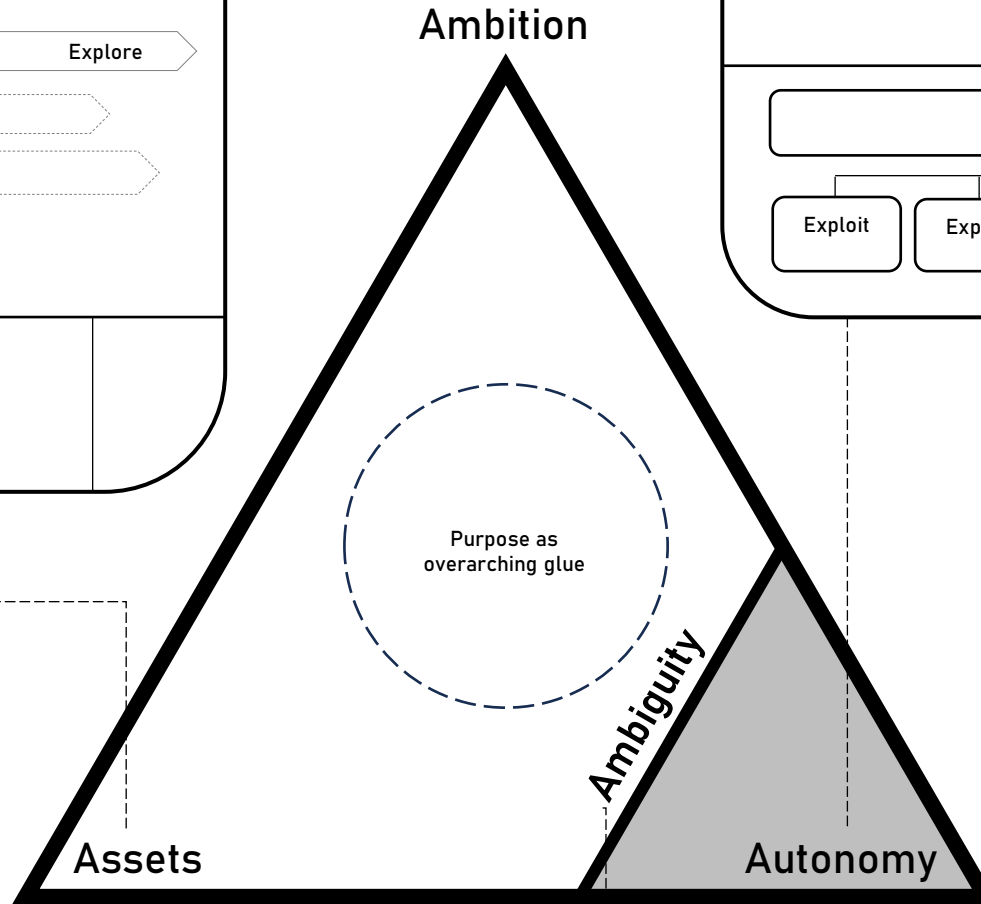 Ambition
Explore
Exploit
Exp
Purpose as
overarching glue
Ambiguity
Assets
Autonomy